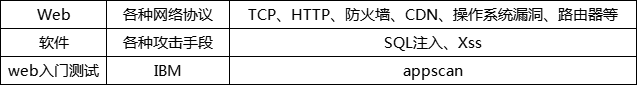 Web 各种网络协议 TCP、HTTP、防火墙、CDN、操作系统漏洞、路由器等
软件 各种攻击手段 SQL注入、Xss
web入门测试 IBM appscan